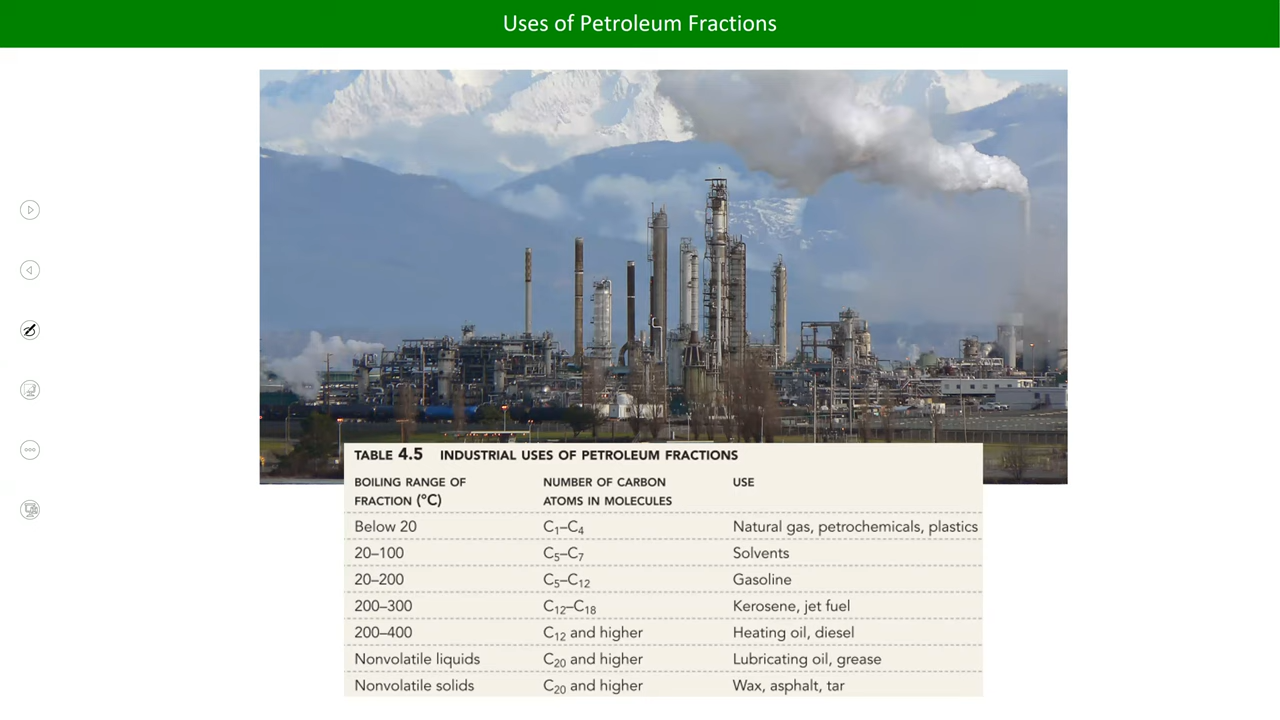 Uses of Petroleum Fractions
TABLE 4.5 INDUSTRIAL USES OF PETROLEUM FRACTIONS
BOILING RANGE OF FRACTION (°C) NUMBER OF CARBON ATOMS IN MOLECULES USE
Below 20 C₁–C₄ Natural gas, petrochemicals, plastics
20–100 C₅–C₇ Solvents
20–200 C₅–C₁₂ Gasoline
200–300 C₁₂–C₁₈ Kerosene, jet fuel
200–400 C₁₂ and higher Heating oil, diesel
Nonvolatile liquids C₂₀ and higher Lubricating oil, grease
Nonvolatile solids C₂₀ and higher Wax, asphalt, tar